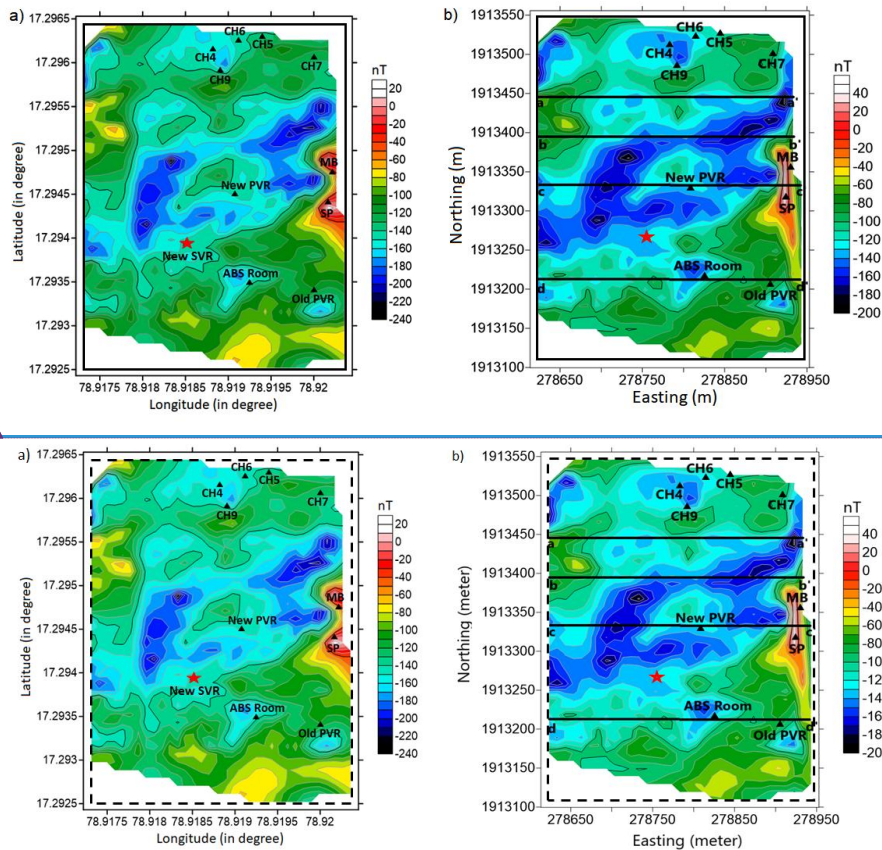 a)
17.2965
17.296
17.2955
17.295
17.2945
17.294
17.2935
17.293
17.2925
Latitude (in degree)
CH6
CH5
CH4
CH9
CH7
MB
New PVR
SP
New SVR
ABS Room
Old PVR
78.9175 78.918 78.9185 78.919 78.9195 78.92
Longitude (in degree)
nT
20
0
-20
-40
-60
-80
-100
-120
-140
-160
-180
-200
-220
-240
b)
1913550
1913500
1913450
1913400
1913350
1913300
1913250
1913200
1913150
1913100
Northing (m)
CH6
CH5
CH4
CH9
CH7
a a'
b b'
MB
New PVR
c c
SP
ABS Room
d d'
Old PVR
278650 278750 278850 278950
Easting (m)
nT
40
20
0
-20
-40
-60
-80
-100
-120
-140
-160
-180
-200
a)
17.2965
17.296
17.2955
17.295
17.2945
17.294
17.2935
17.293
17.2925
Latitude (in degree)
CH6
CH5
CH4
CH9
CH7
MB
New PVR
SP
New SVR
ABS Room
Old PVR
78.9175 78.918 78.9185 78.919 78.9195 78.92
Longitude (in degree)
nT
20
0
-20
-40
-60
-80
-100
-120
-140
-160
-180
-200
-220
-240
b)
1913550
1913500
1913450
1913400
1913350
1913300
1913250
1913200
1913150
1913100
Northing (meter)
CH6
CH5
CH4
CH9
CH7
a a'
b b'
MB
New PVR
c c
SP
ABS Room
d d'
Old PVR
278650 278750 278850 278950
Easting (meter)
nT
40
20
0
-20
-40
-60
-80
-10
-12
-14
-16
-18
-20